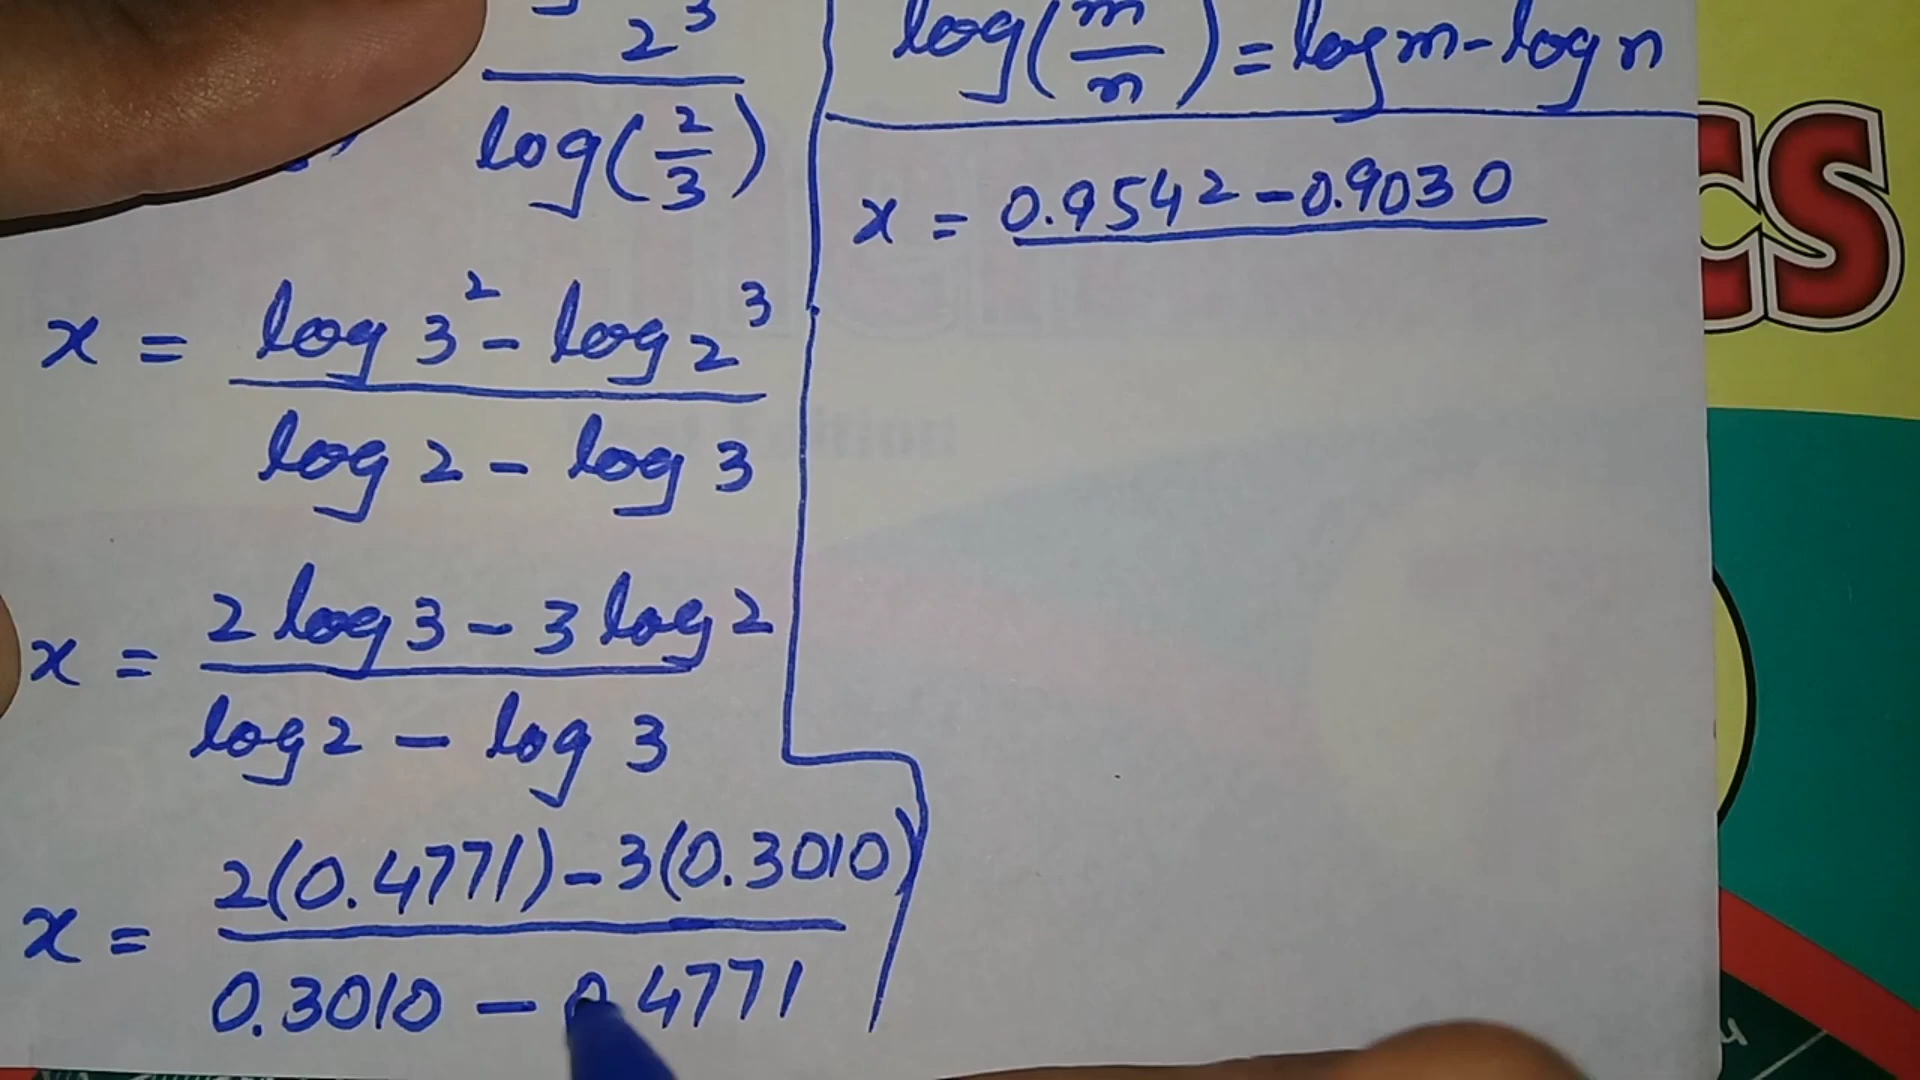 2³
log(2/3)
x = (log 3² - log 2³)/(log 2 - log 3)
x = (2 log 3 - 3 log 2)/(log 2 - log 3)
x = (2(0.4771) - 3(0.3010))/(0.3010 - 0.4771)
log(m/n) = log m - log n
x = 0.9542 - 0.9030
CS